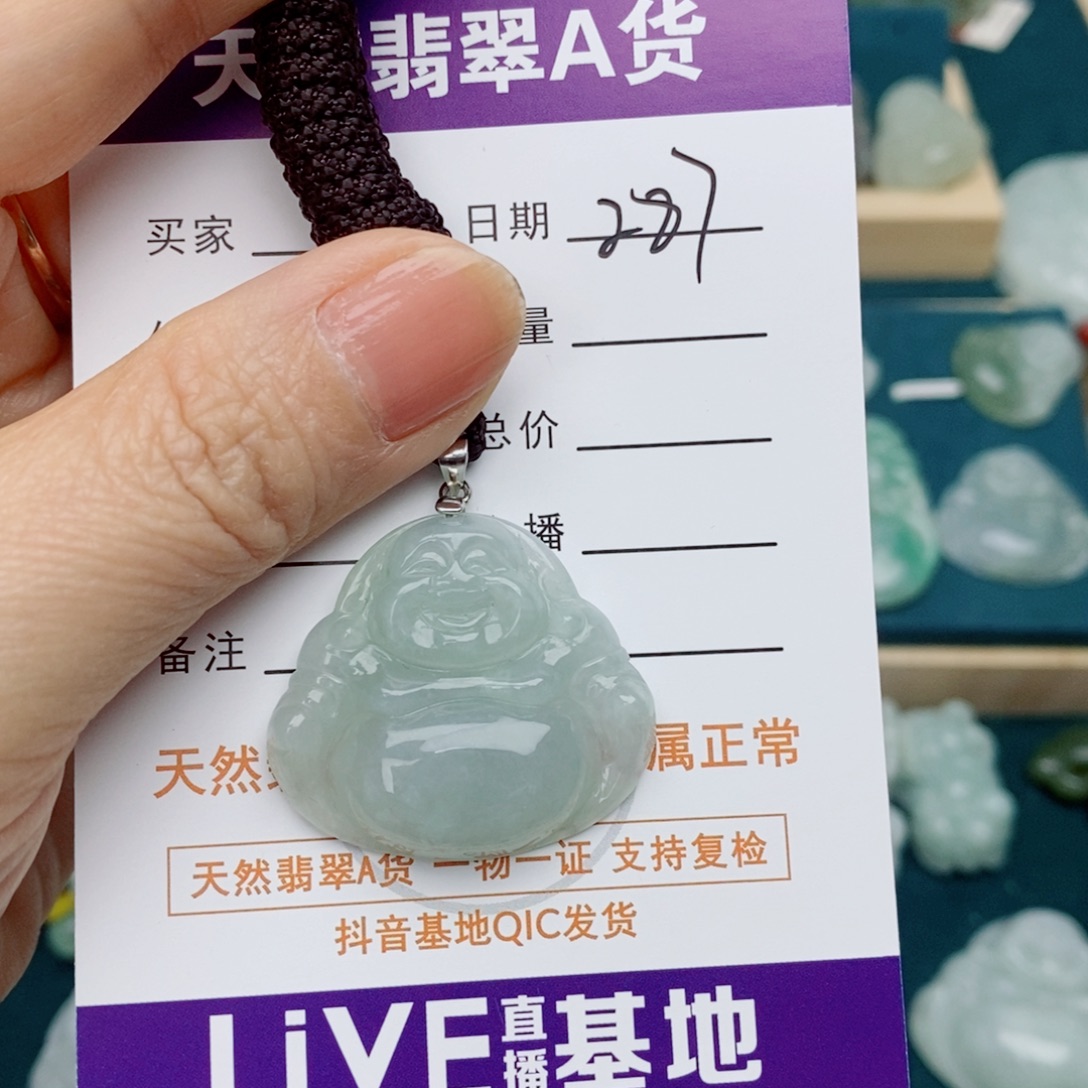 天 翡翠A货
买家 日期 287
量
总价
播
备注
天然 属正常
天然翡翠A货 一物一证 支持复检
抖音基地QIC发货
LiVE直播基地